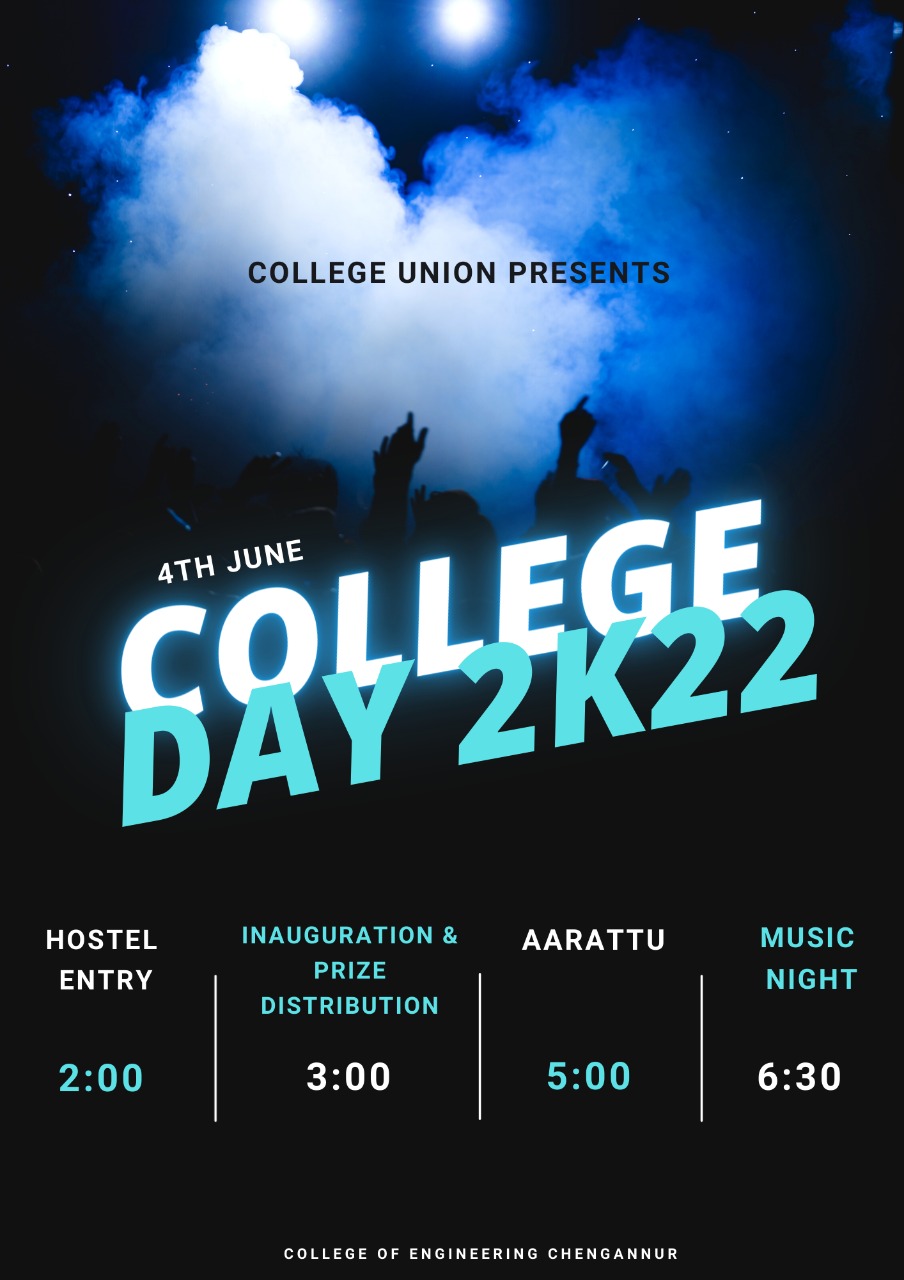 COLLEGE UNION PRESENTS
4TH JUNE
COLLEGE
DAY 2K22
HOSTEL
ENTRY
2:00
INAUGURATION &
PRIZE
DISTRIBUTION
3:00
AARATTU
5:00
MUSIC
NIGHT
6:30
COLLEGE OF ENGINEERING CHENGANNUR